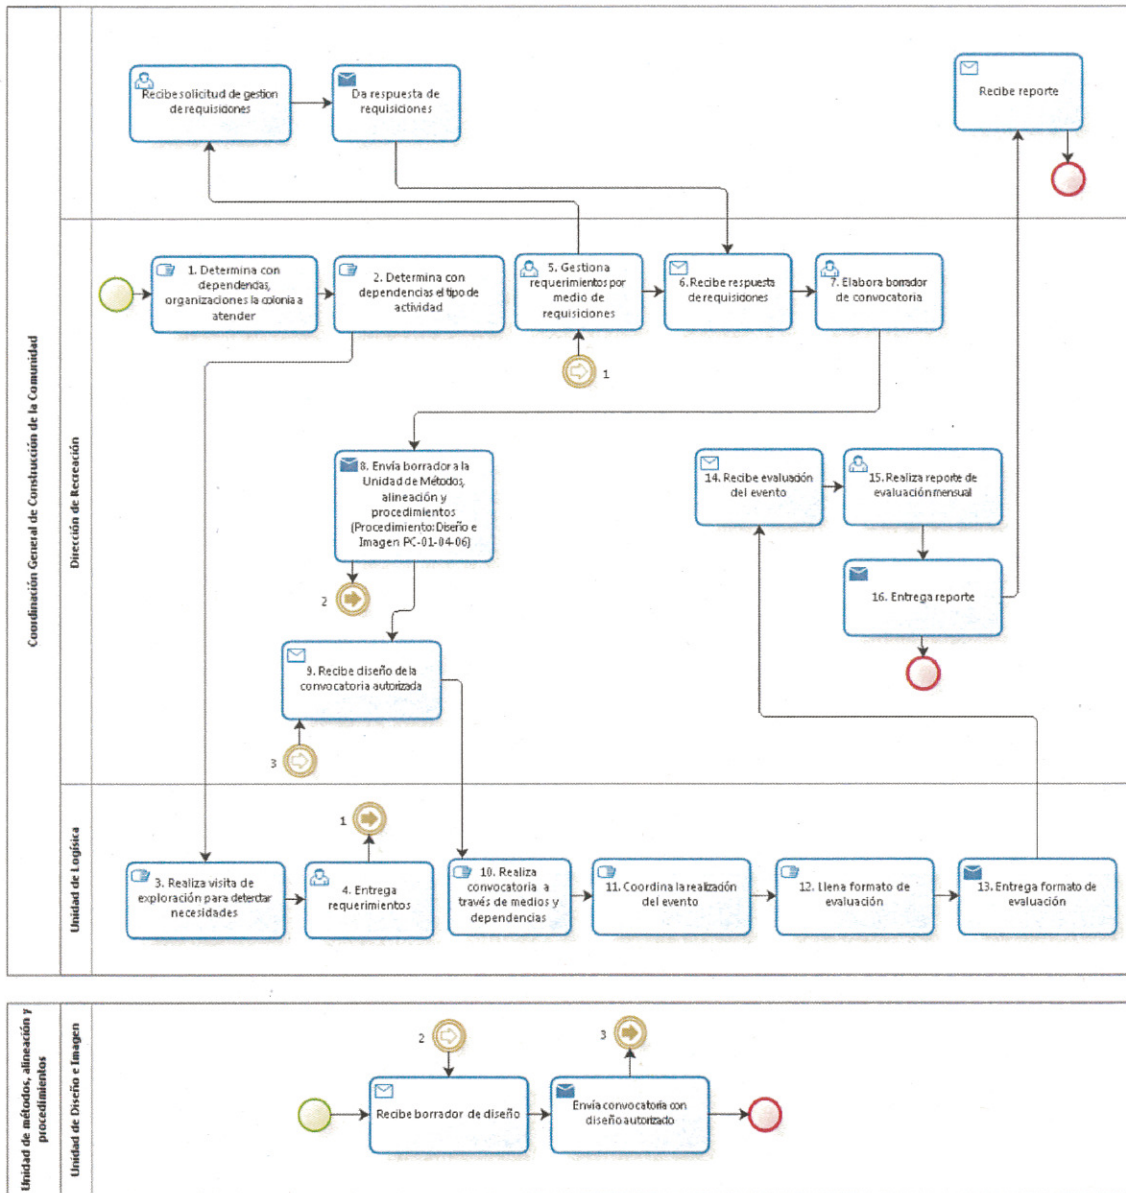 Coordinación General de Construcción de la Comunidad
Recibe solicitud de gestion
de requisiciones
Da respuesta de
requisiciones
Recibe reporte
Dirección de Recreación
1. Determina con
dependencias,
organizaciones la colonia a
atender
2. Determina con
dependencias el tipo de
actividad
5. Gestiona
requerimientos por
medio de
requisiciones
6. Recibe respuesta
de requisiciones
7. Elabora borrador
de convocatoria
1
8. Envía borrador a la
Unidad de Métodos,
alineación y
procedimientos
(Procedimiento: Diseño e
Imagen PC-01-04-06)
2
14. Recibe evaluación
del evento
15. Realiza reporte de
evaluación mensual
16. Entrega reporte
9. Recibe diseño de la
convocatoria autorizada
3
Unidad de Logísica
1
3. Realiza visita de
exploración para detectar
necesidades
4. Entrega
requerimientos
10. Realiza
convocatoria a
través de medios y
dependencias
11. Coordina la realización
del evento
12. Llena formato de
evaluación
13. Entrega formato de
evaluación
Unidad de métodos, alineación y
procedimientos
Unidad de Diseño e Imagen
2
3
Recibe borrador de diseño
Envía convocatoria con
diseño autorizado